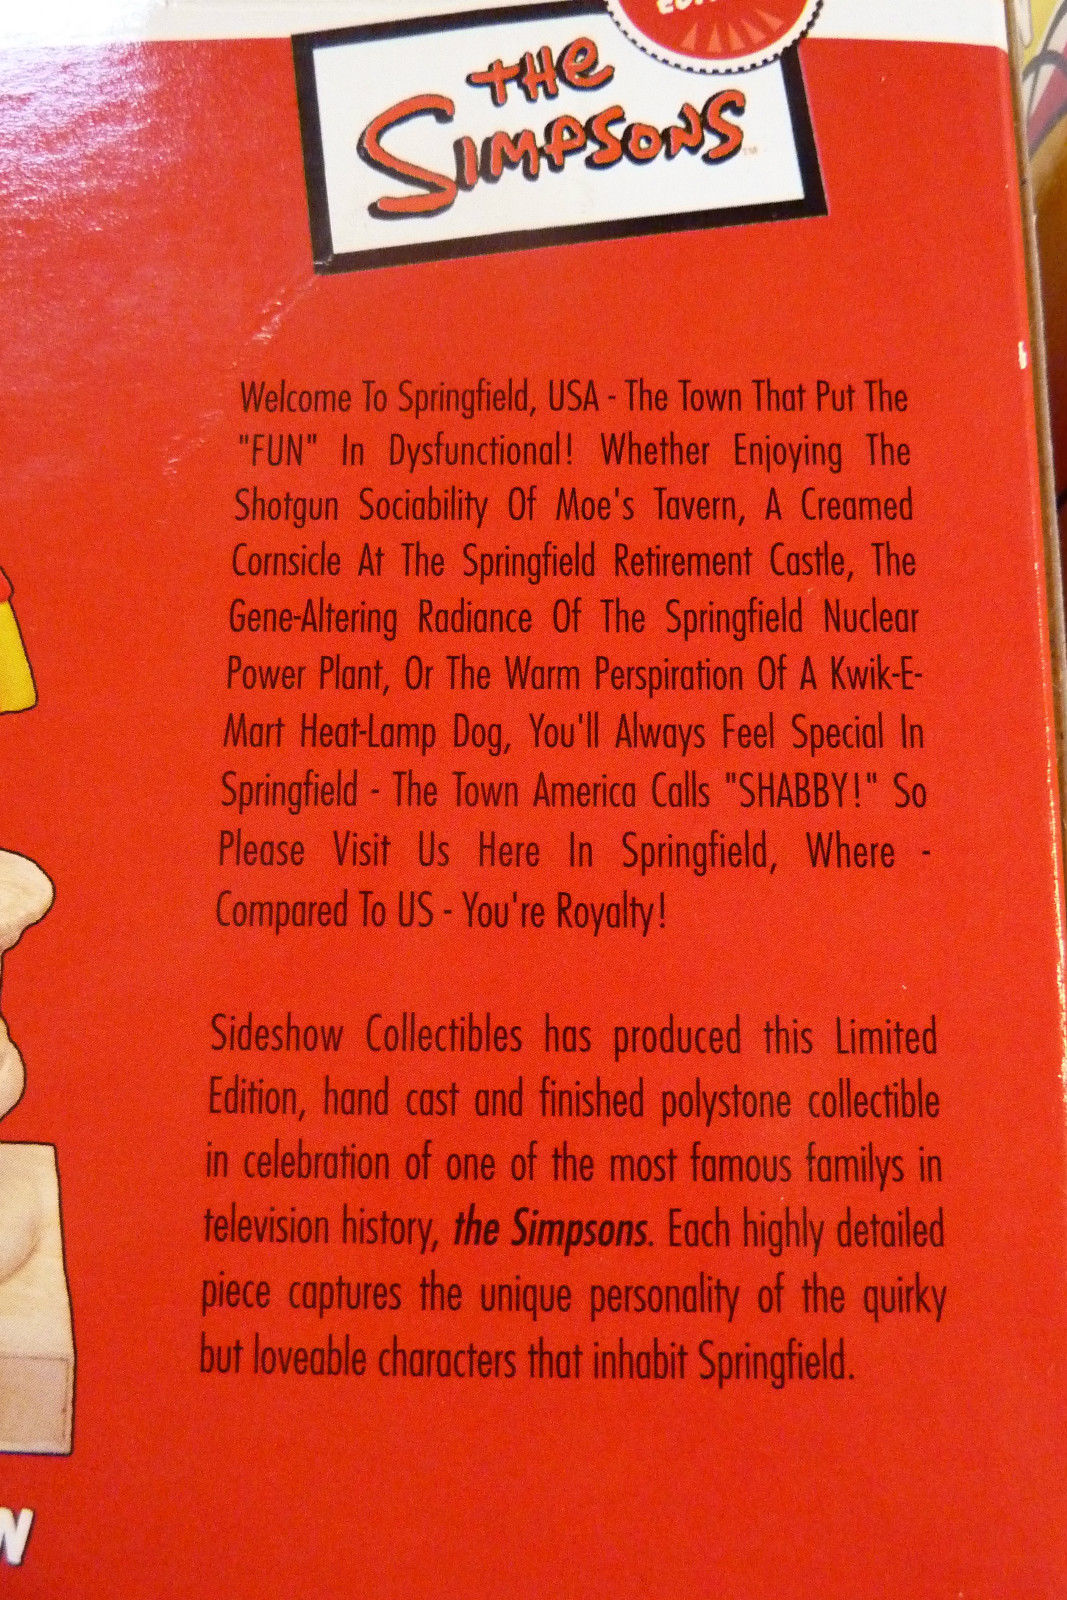 THE
SIMPSONS
TM
Welcome To Springfield, USA - The Town That Put The
"FUN" In Dysfunctional! Whether Enjoying The
Shotgun Sociability Of Moe's Tavern, A Creamed
Cornsicle At The Springfield Retirement Castle, The
Gene-Altering Radiance Of The Springfield Nuclear
Power Plant, Or The Warm Perspiration Of A Kwik-E-
Mart Heat-Lamp Dog, You'll Always Feel Special In
Springfield - The Town America Calls "SHABBY!" So
Please Visit Us Here In Springfield, Where -
Compared To US - You're Royalty!
Sideshow Collectibles has produced this Limited
Edition, hand cast and finished polystone collectible
in celebration of one of the most famous familys in
television history, the Simpsons. Each highly detailed
piece captures the unique personality of the quirky
but loveable characters that inhabit Springfield.